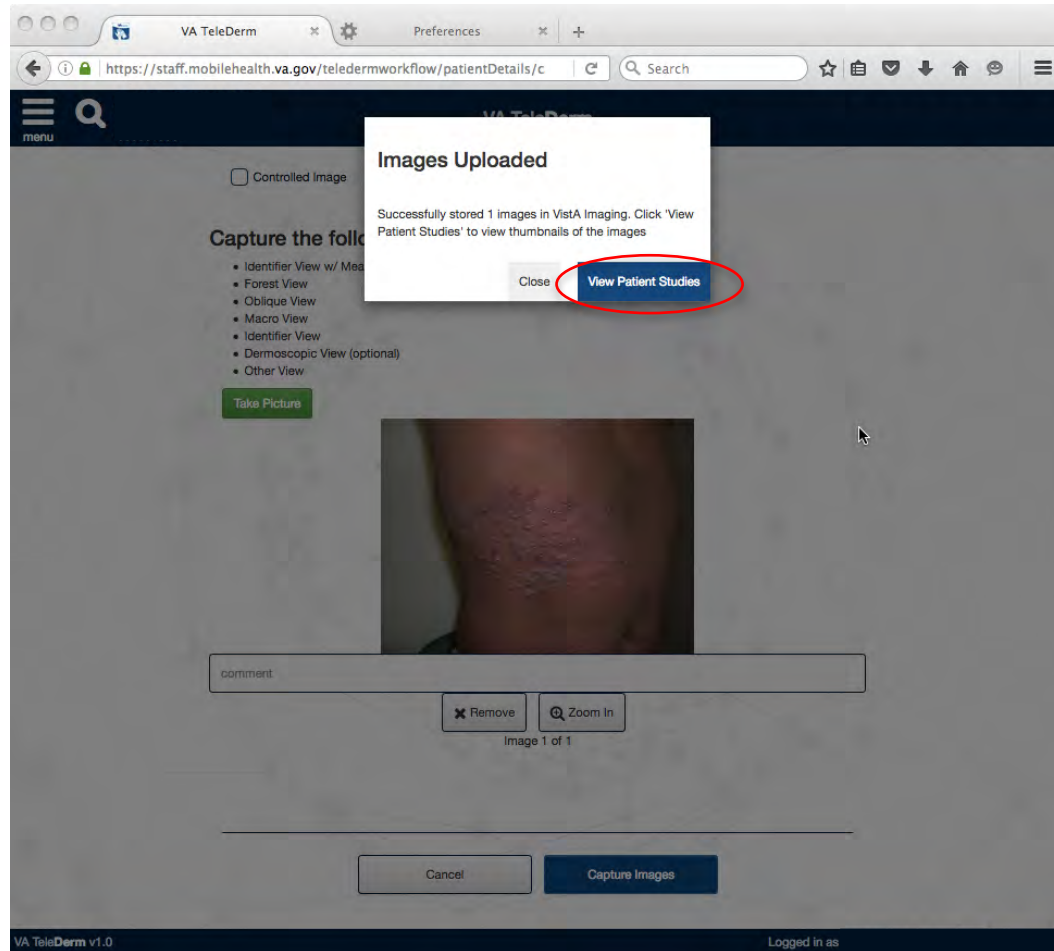 VA TeleDerm
Preferences
https://staff.mobilehealth.va.gov/teledermworkflow/patientDetails/c
Search
menu
VA TeleDerm
Images Uploaded
Successfully stored 1 images in VistA Imaging. Click 'View
Patient Studies' to view thumbnails of the images
Close
View Patient Studies
Controlled Image
Capture the follo
Identifier View w/ Mea
Forest View
Oblique View
Macro View
Identifier View
Dermoscopic View (optional)
Other View
Take Picture
comment
Remove
Zoom In
Image 1 of 1
Cancel
Capture Images
VA TeleDerm v1.0
Logged in as